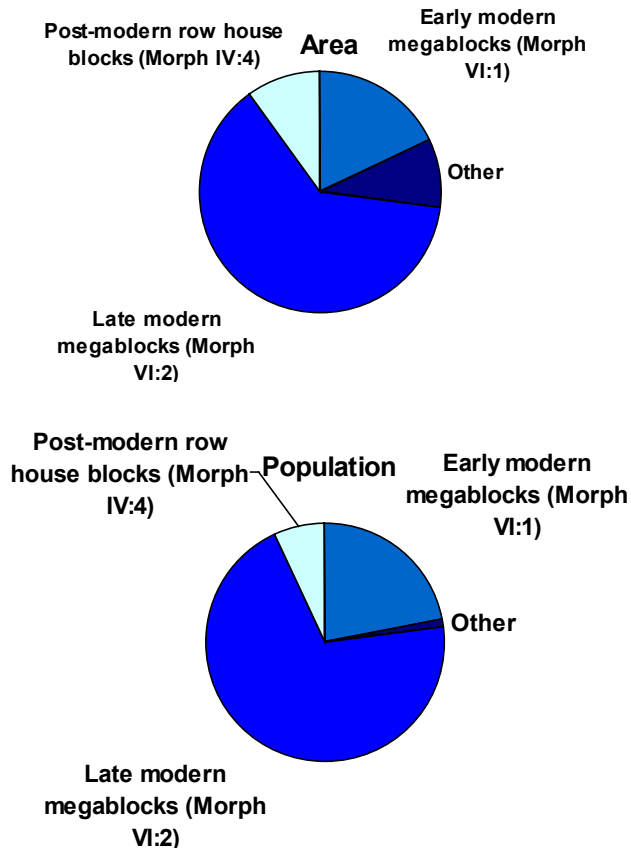 Post-modern row house
blocks (Morph IV:4)
Area
Early modern
megablocks (Morph
VI:1)
Other
Late modern
megablocks (Morph
VI:2)
Post-modern row
house blocks (Morph
IV:4)
Population
Early modern
megablocks (Morph
VI:1)
Other
Late modern
megablocks (Morph
VI:2)